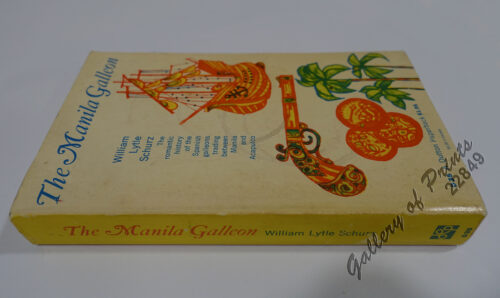 The Manila Galleon
William
Lytle
Schurz
The
romantic
history
of the
Spanish
galleons
trading
between
Manila
and
Acapulco
The Manila Galleon William Lytle Schurz
Gallery of Prints
22849